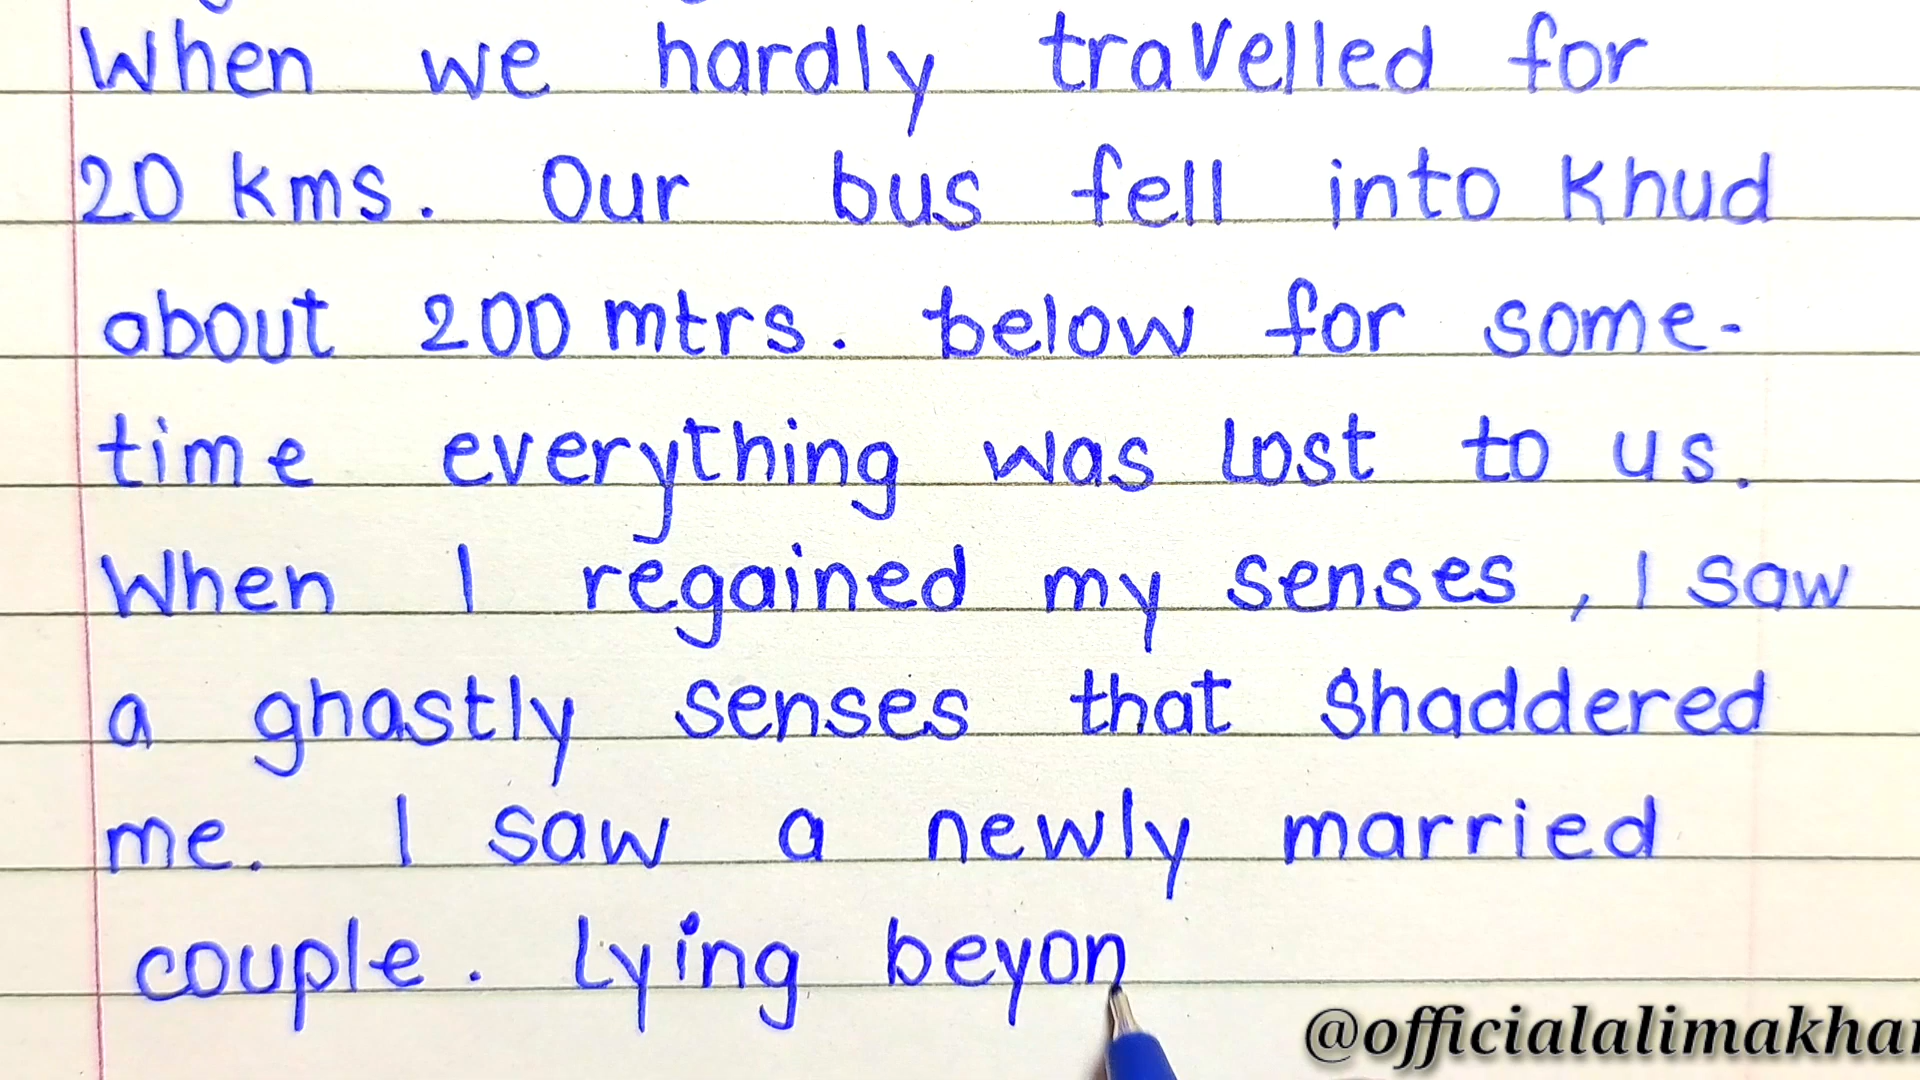 When we hardly travelled for
20 kms. Our bus fell into Khud
about 200 mtrs. below for some-
time everything was lost to us.
When I regained my senses, I saw
a ghastly senses that shaddered
me. I saw a newly married
couple. Lying beyon
@officialalimakhan